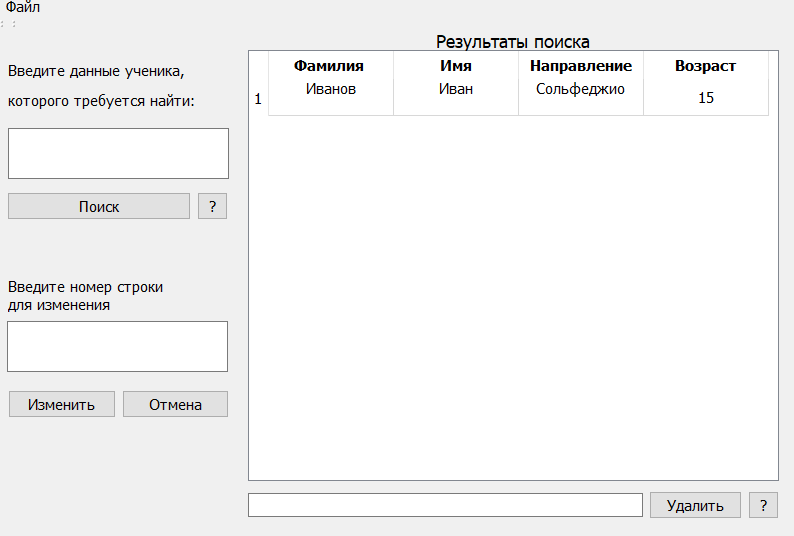 Файл
Результаты поиска
Введите данные ученика,
которого требуется найти:
Поиск ?
Введите номер строки
для изменения
Изменить Отмена
Фамилия Имя Направление Возраст
1 Иванов Иван Сольфеджио 15
Удалить ?